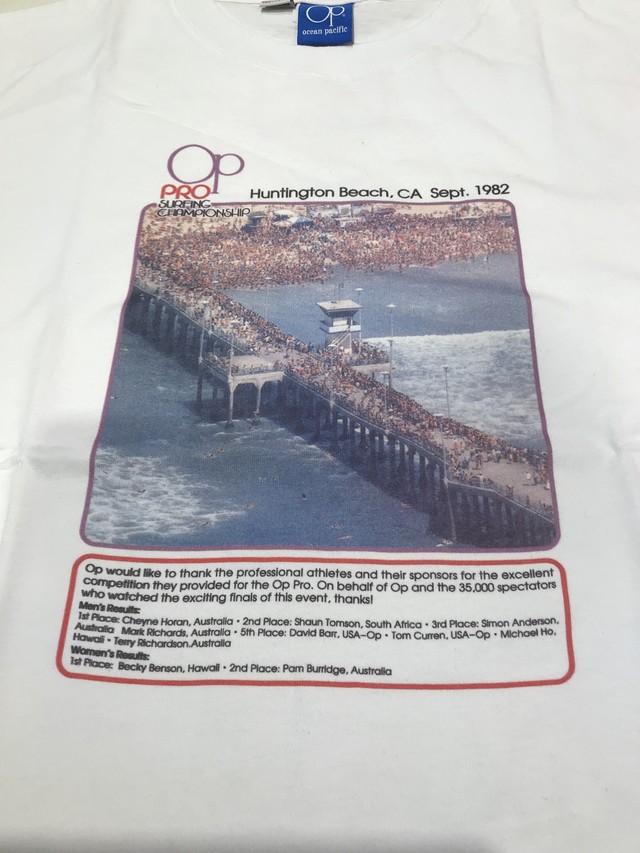 Op
ocean pacific
Op
PRO
SURFING
CHAMPIONSHIP
Huntington Beach, CA Sept. 1982
Op would like to thank the professional athletes and their sponsors for the excellent
competition they provided for the Op Pro. On behalf of Op and the 35,000 spectators
who watched the exciting finals of this event, thanks!
Men's Results:
1st Place: Cheyne Horan, Australia • 2nd Place: Shaun Tomson, South Africa • 3rd Place: Simon Anderson,
Australia Mark Richards, Australia • 5th Place: David Barr, USA-Op • Tom Curren, USA-Op • Michael Ho,
Hawaii • Terry Richardson.Australia
Women's Results:
1st Place: Becky Benson, Hawaii • 2nd Place: Pam Burridge, Australia